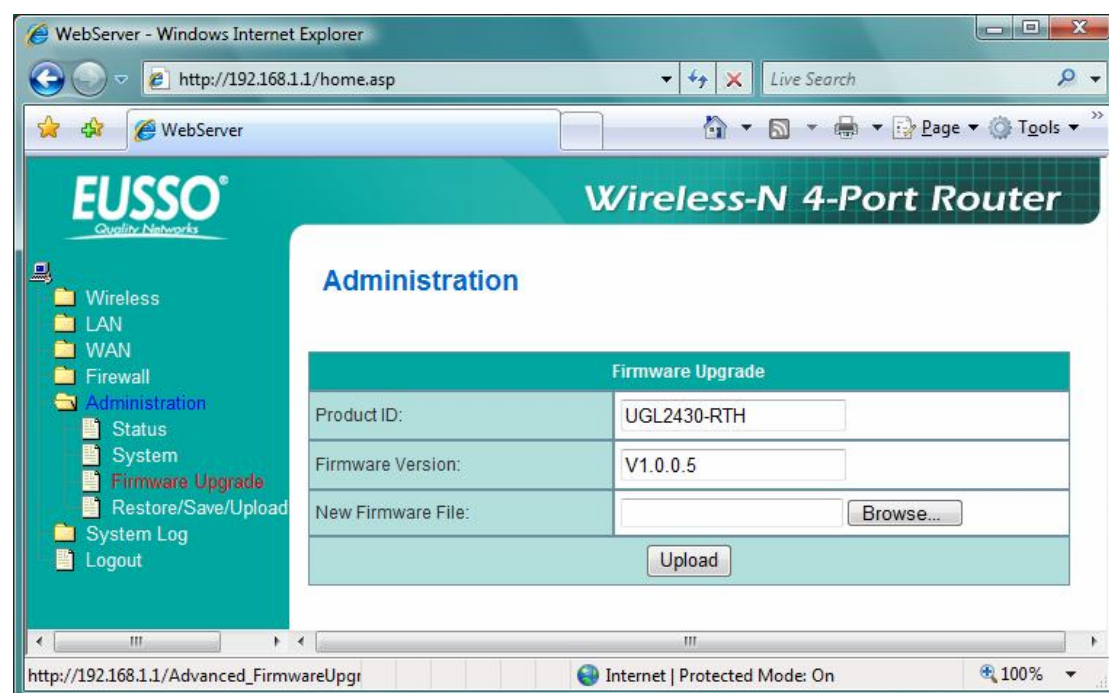 WebServer - Windows Internet Explorer
http://192.168.1.1/home.asp
Live Search
WebServer
Page
Tools
EUSSO®
Quality Networks
Wireless-N 4-Port Router
Wireless
LAN
WAN
Firewall
Administration
Status
System
Firmware Upgrade
Restore/Save/Upload
System Log
Logout
Administration
Firmware Upgrade
Product ID: UGL2430-RTH
Firmware Version: V1.0.0.5
New Firmware File: Browse...
Upload
http://192.168.1.1/Advanced_FirmwareUpgr
Internet | Protected Mode: On
100%